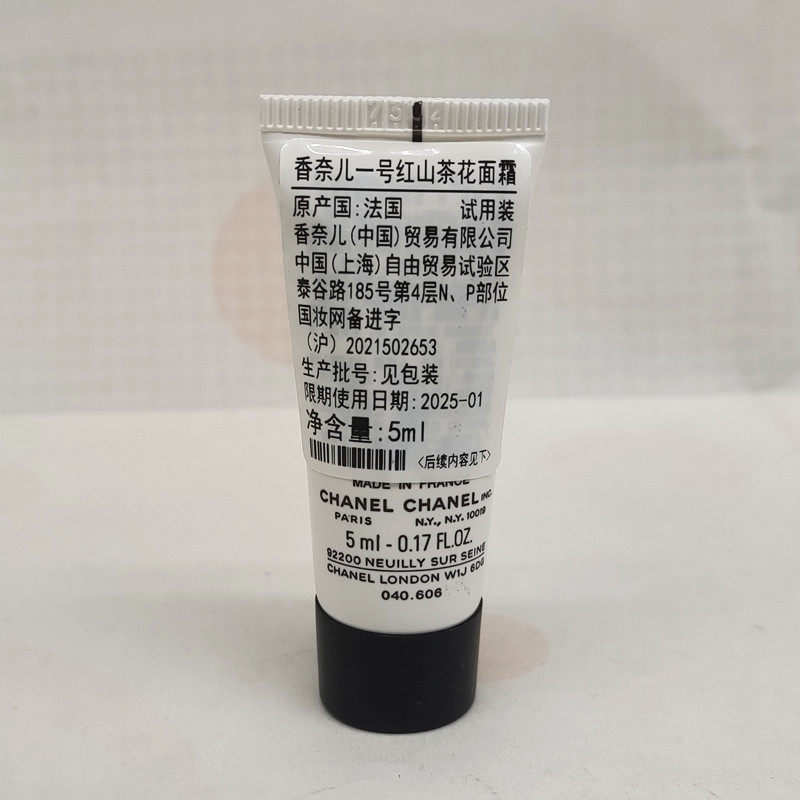 香奈儿一号红山茶花面霜
原产国:法国 试用装
香奈儿(中国)贸易有限公司
中国(上海)自由贸易试验区
泰谷路185号第4层N、P部位
国妆网备进字
(沪)2021502653
生产批号:见包装
限期使用日期:2025-01
净含量:5ml
〈后续内容见下〉
MADE IN FRANCE
CHANEL CHANEL INC.
PARIS N.Y., N.Y. 10019
5 ml - 0.17 FL.OZ.
92200 NEUILLY SUR SEINE
CHANEL LONDON W1J 6DG
040.606